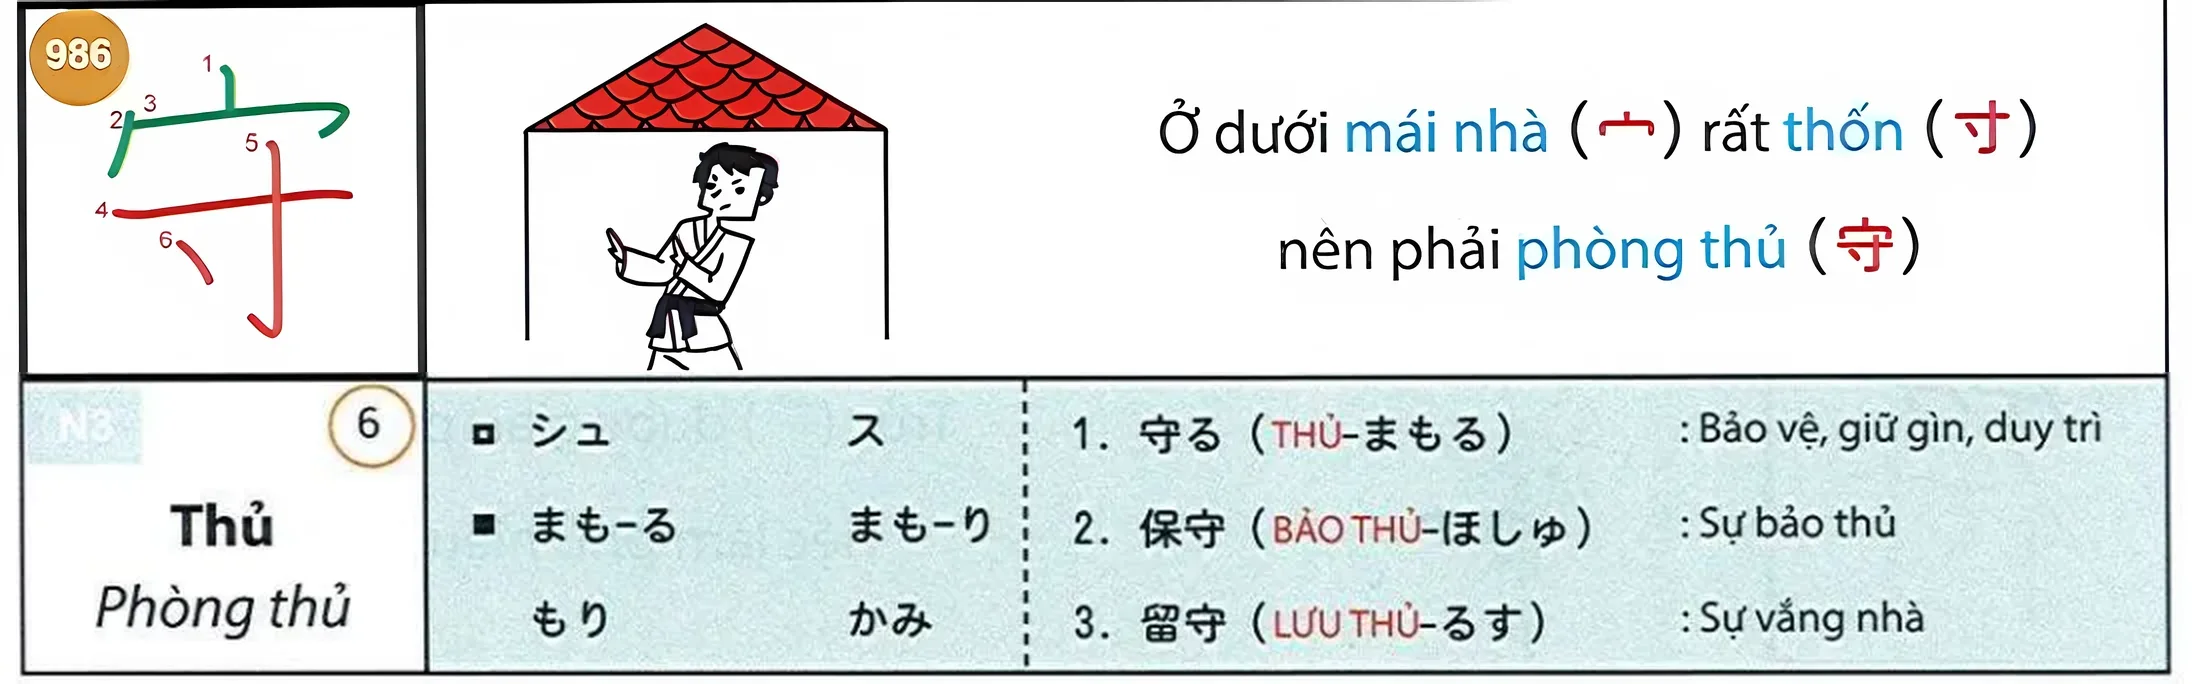 986
1
2
3
4
5
6
Ở dưới mái nhà (宀) rất thốn (寸)
nên phải phòng thủ (守)
N3
6
Thủ
Phòng thủ
シュ ス
まも-る まも-り
もり かみ
1. 守る (THỦ-まもる) : Bảo vệ, giữ gìn, duy trì
2. 保守 (BẢO THỦ-ほしゅ) : Sự bảo thủ
3. 留守 (LƯU THỦ-るす) : Sự vắng nhà